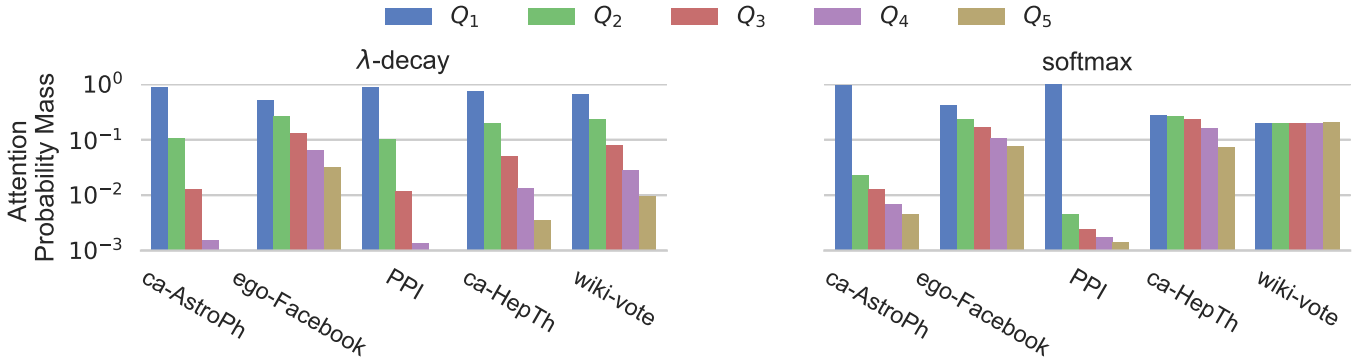 Q1 Q2 Q3 Q4 Q5
λ-decay
softmax
Attention
Probability Mass
10^0
10^−1
10^−2
10^−3
ca-AstroPh
ego-Facebook
PPI
ca-HepTh
wiki-vote
ca-AstroPh
ego-Facebook
PPI
ca-HepTh
wiki-vote